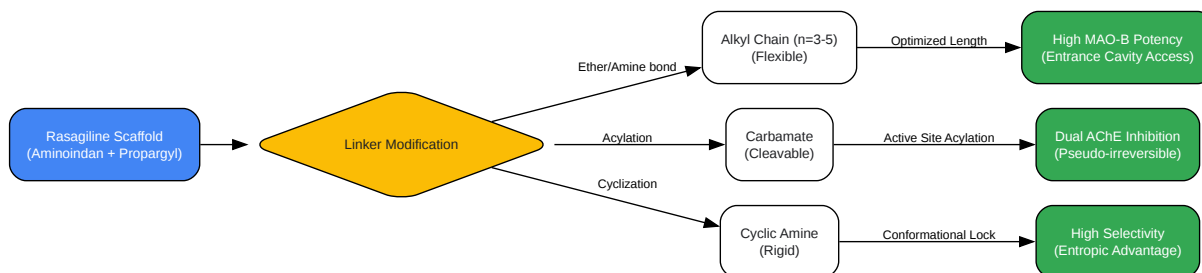 Rasagiline Scaffold
(Aminoindan + Propargyl)
Linker Modification
Ether/Amine bond
Alkyl Chain (n=3-5)
(Flexible)
Optimized Length
High MAO-B Potency
(Entrance Cavity Access)
Acylation
Carbamate
(Cleavable)
Active Site Acylation
Dual AChE Inhibition
(Pseudo-irreversible)
Cyclization
Cyclic Amine
(Rigid)
Conformational Lock
High Selectivity
(Entropic Advantage)